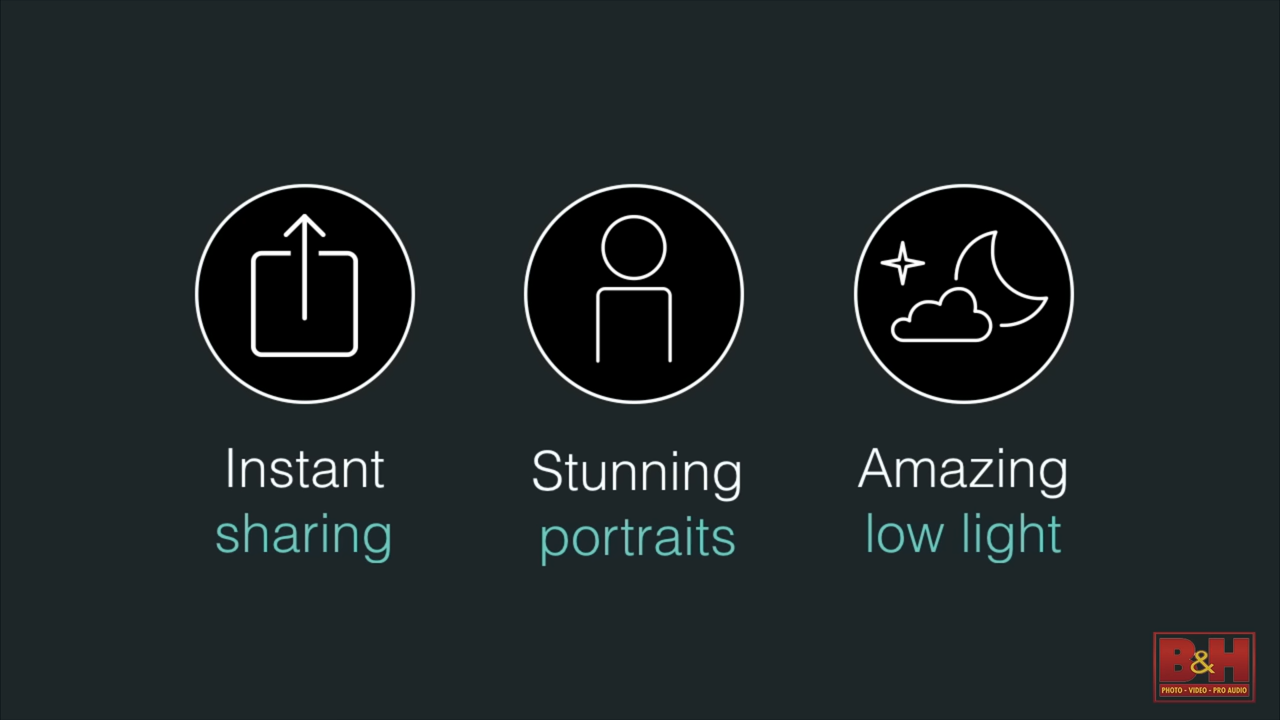 Instant
sharing
Stunning
portraits
Amazing
low light
B&H
PHOTO - VIDEO - PRO AUDIO